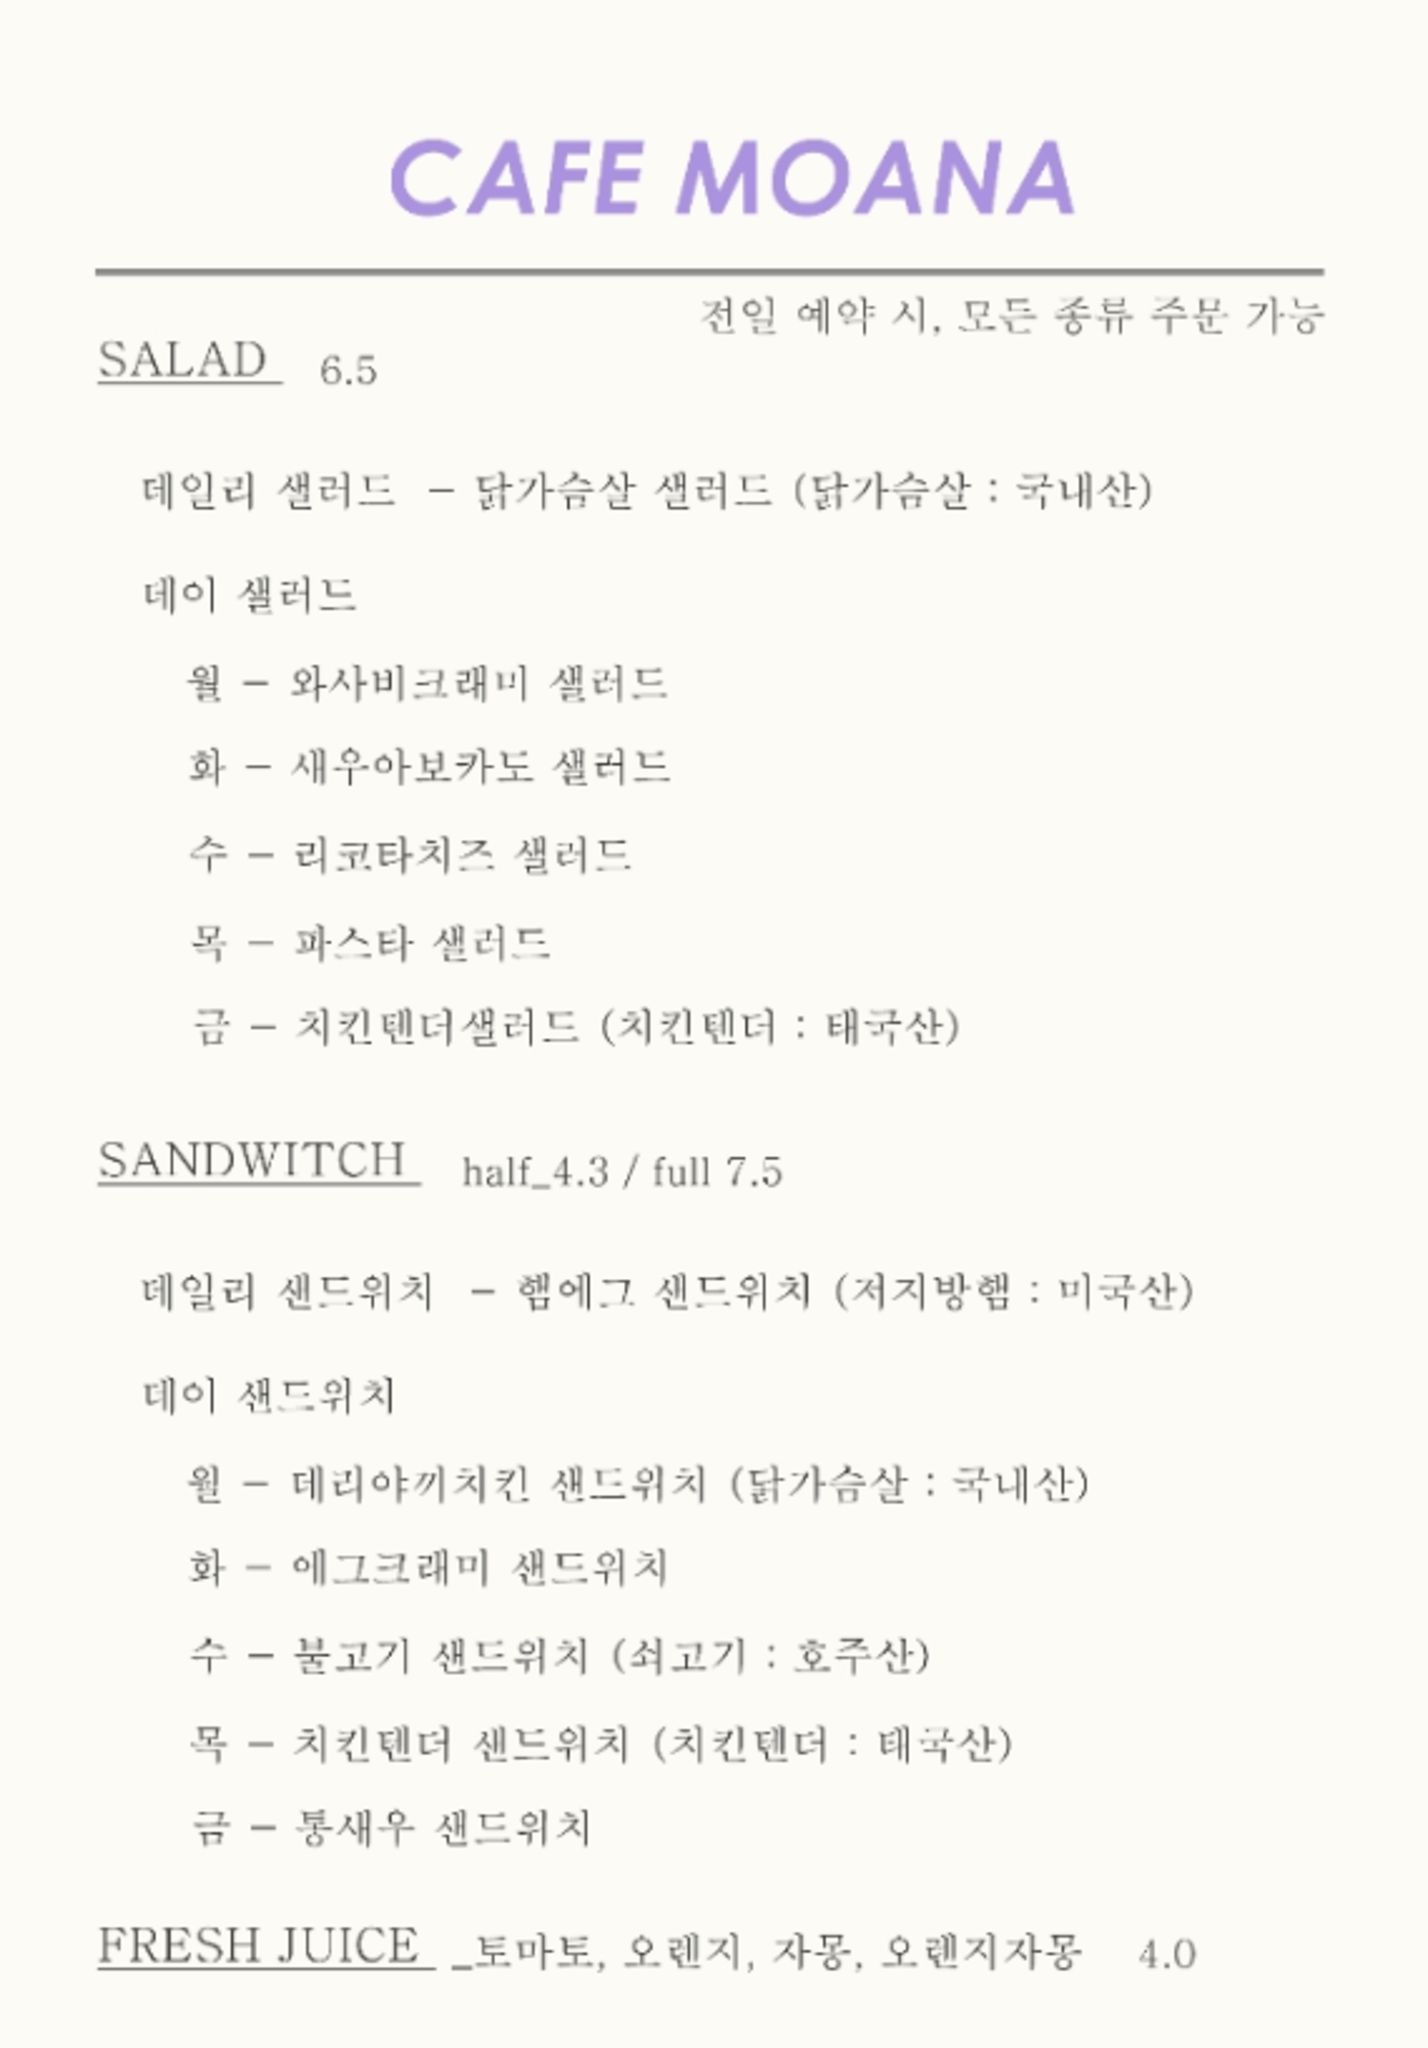 CAFE MOANA
전일 예약 시, 모든 종류 주문 가능
SALAD 6.5
데일리 샐러드 - 닭가슴살 샐러드 (닭가슴살 : 국내산)
데이 샐러드
월 - 와사비크래미 샐러드
화 - 새우아보카도 샐러드
수 - 리코타치즈 샐러드
목 - 파스타 샐러드
금 - 치킨텐더샐러드 (치킨텐더 : 태국산)
SANDWITCH half_4.3 / full 7.5
데일리 샌드위치 - 햄에그 샌드위치 (저지방햄 : 미국산)
데이 샌드위치
월 - 데리야끼치킨 샌드위치 (닭가슴살 : 국내산)
화 - 에그크래미 샌드위치
수 - 불고기 샌드위치 (쇠고기 : 호주산)
목 - 치킨텐더 샌드위치 (치킨텐더 : 태국산)
금 - 통새우 샌드위치
FRESH JUICE _토마토, 오렌지, 자몽, 오렌지자몽 4.0